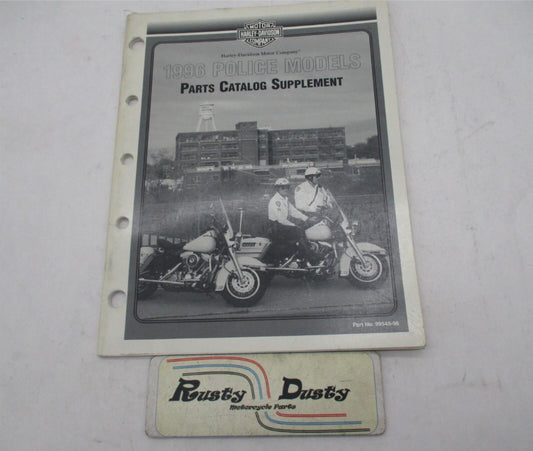 MOTOR
HARLEY-DAVIDSON
COMPANY
Harley-Davidson Motor Company®
1996 POLICE MODELS
PARTS CATALOG SUPPLEMENT
Part No. 99545-96
Rusty Dusty
Motorcycle Parts